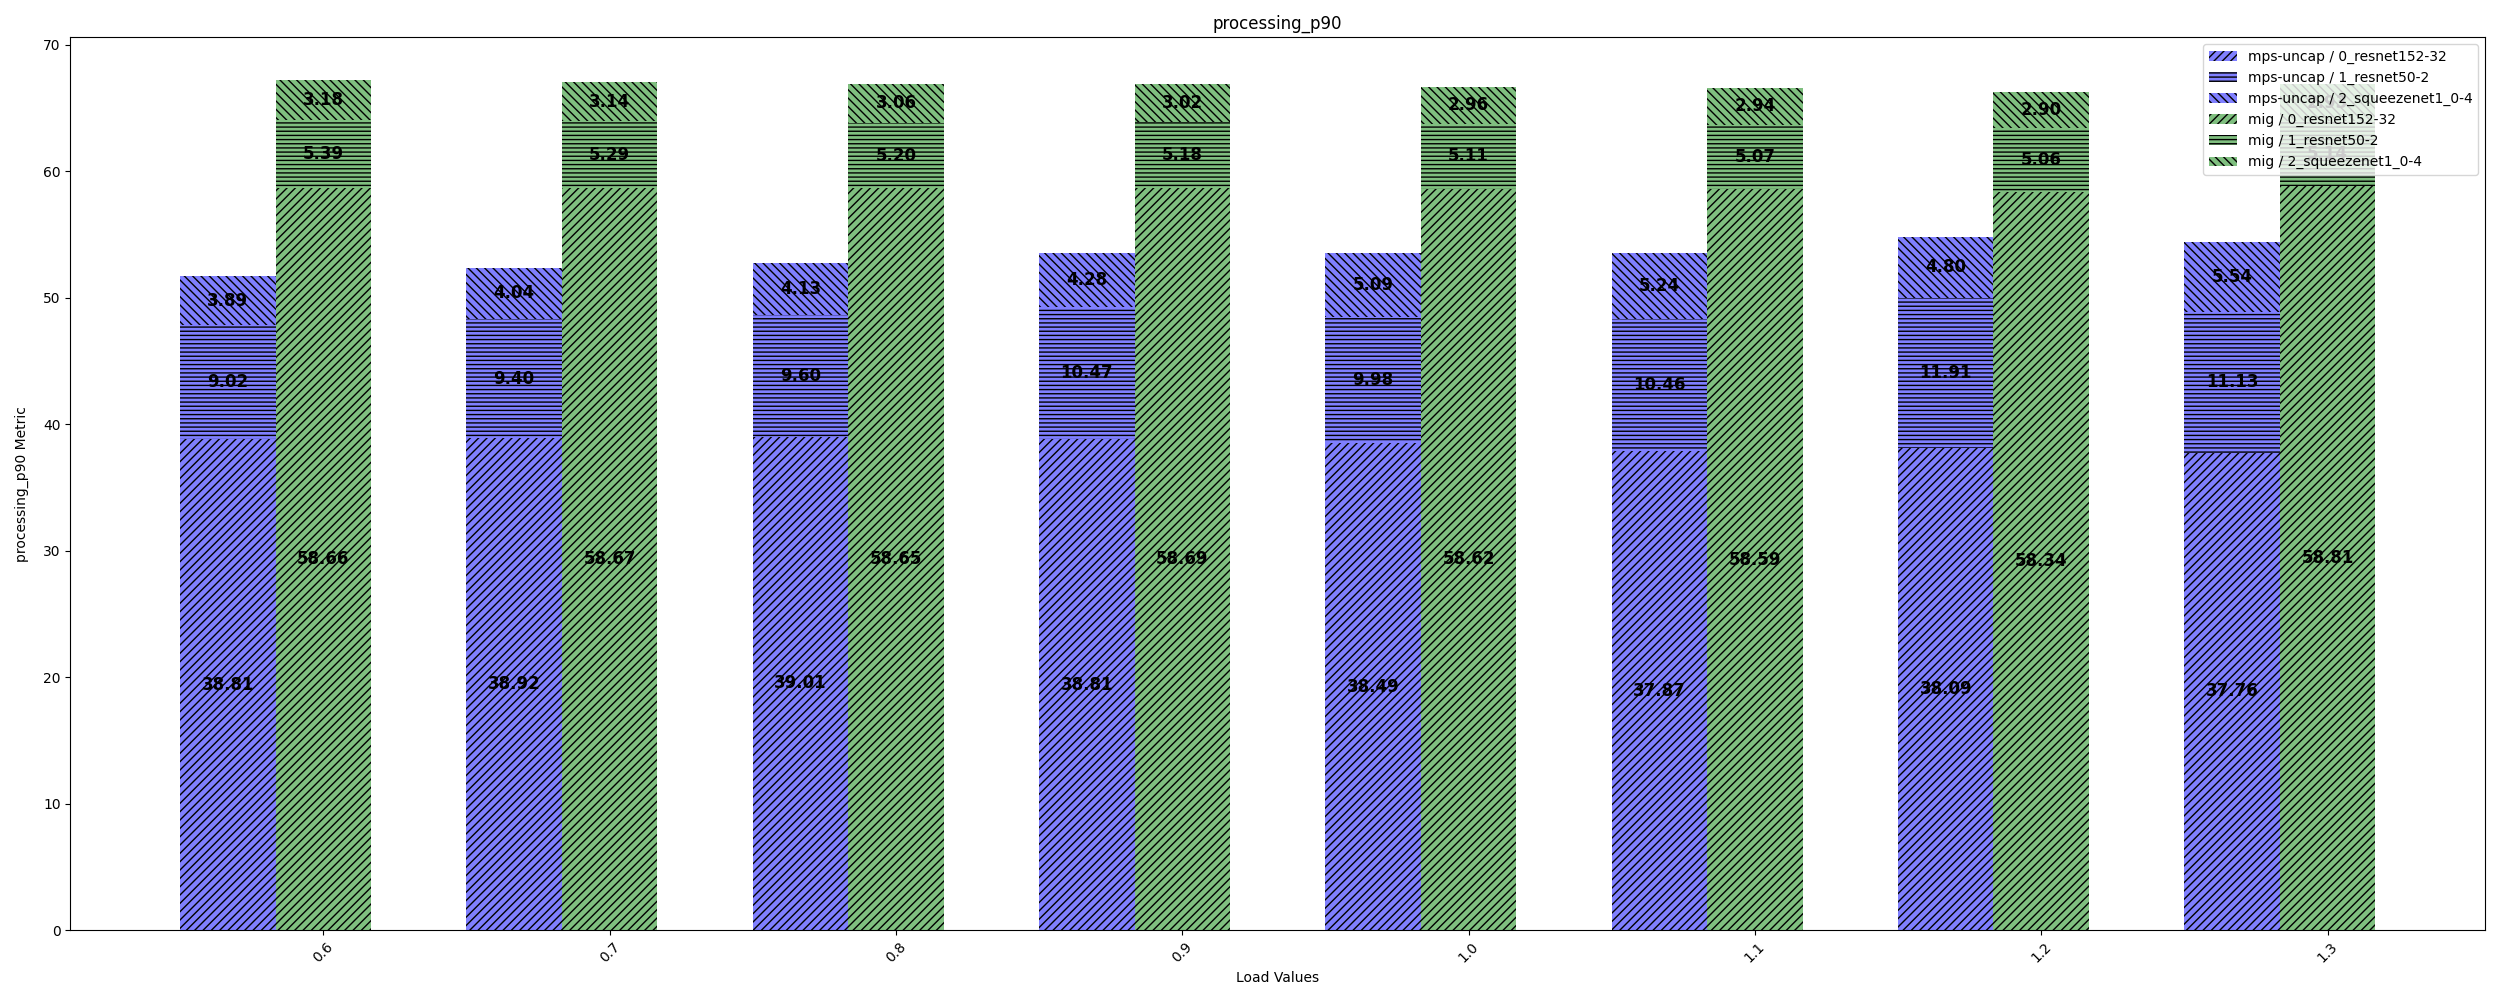 processing_p90
70
60
50
40
30
20
10
0
processing_p90 Metric
mps-uncap / 0_resnet152-32
mps-uncap / 1_resnet50-2
mps-uncap / 2_squeezenet1_0-4
mig / 0_resnet152-32
mig / 1_resnet50-2
mig / 2_squeezenet1_0-4
3.18 3.14 3.06 3.02 2.96 2.94 2.90
5.39 5.29 5.20 5.18 5.11 5.07 5.06
3.89 4.04 4.13 4.28 5.09 5.24 4.80 5.54
9.02 9.40 9.60 10.47 9.98 10.46 11.91 11.13
58.66 58.67 58.65 58.69 58.62 58.59 58.34 58.81
38.81 38.92 39.01 38.81 38.49 37.87 38.09 37.76
0.6 0.7 0.8 0.9 1.0 1.1 1.2 1.3
Load Values